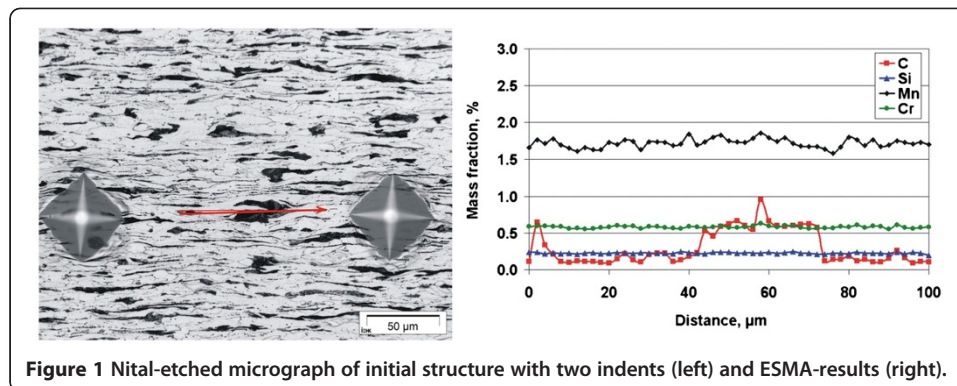 50 µm
3.0
2.5
2.0
1.5
1.0
0.5
0.0
Mass fraction, %
C
Si
Mn
Cr
0 20 40 60 80 100
Distance, µm
Figure 1 Nital-etched micrograph of initial structure with two indents (left) and ESMA-results (right).